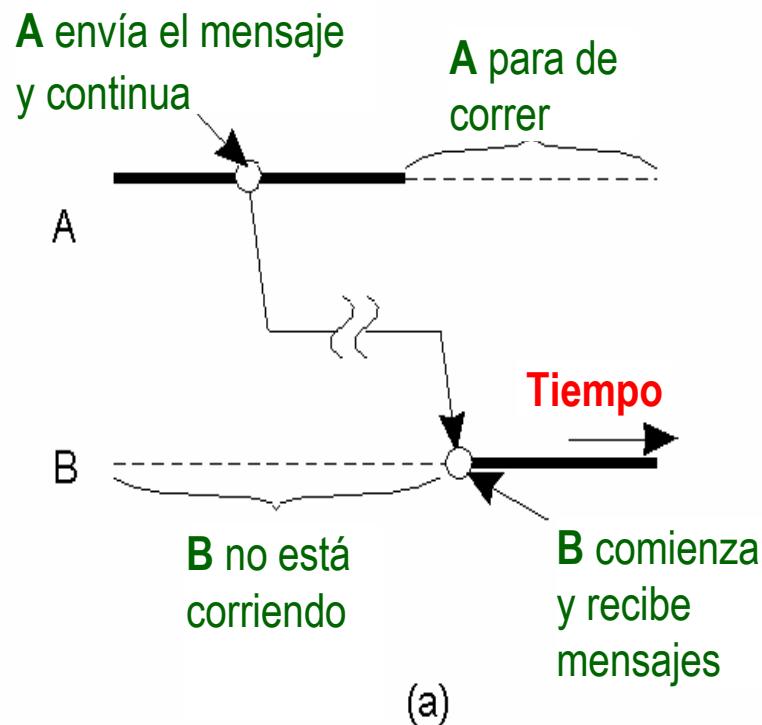 A envía el mensaje
y continua
A para de
correr
A
Tiempo
B
B no está
corriendo
B comienza
y recibe
mensajes
(a)